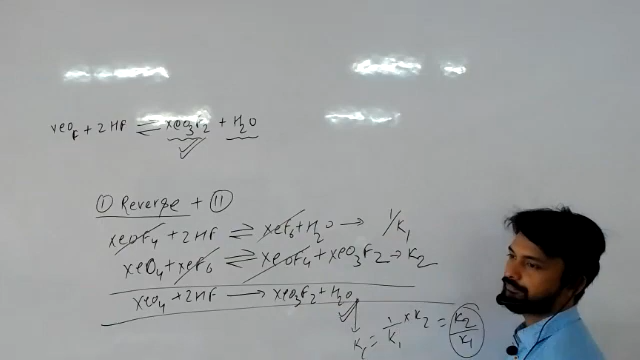 XeO F + 2HF ⇌ XeO3F2 + H2O
① Reverse + ⑪
XeOF4 + 2HF ⇌ XeF6 + H2O → 1/K1
XeO4 + XeF6 ⇌ XeOF4 + XeO3F2 → K2
XeO4 + 2HF → XeO3F2 + H2O
K = 1/K1 × K2 = K2/K1